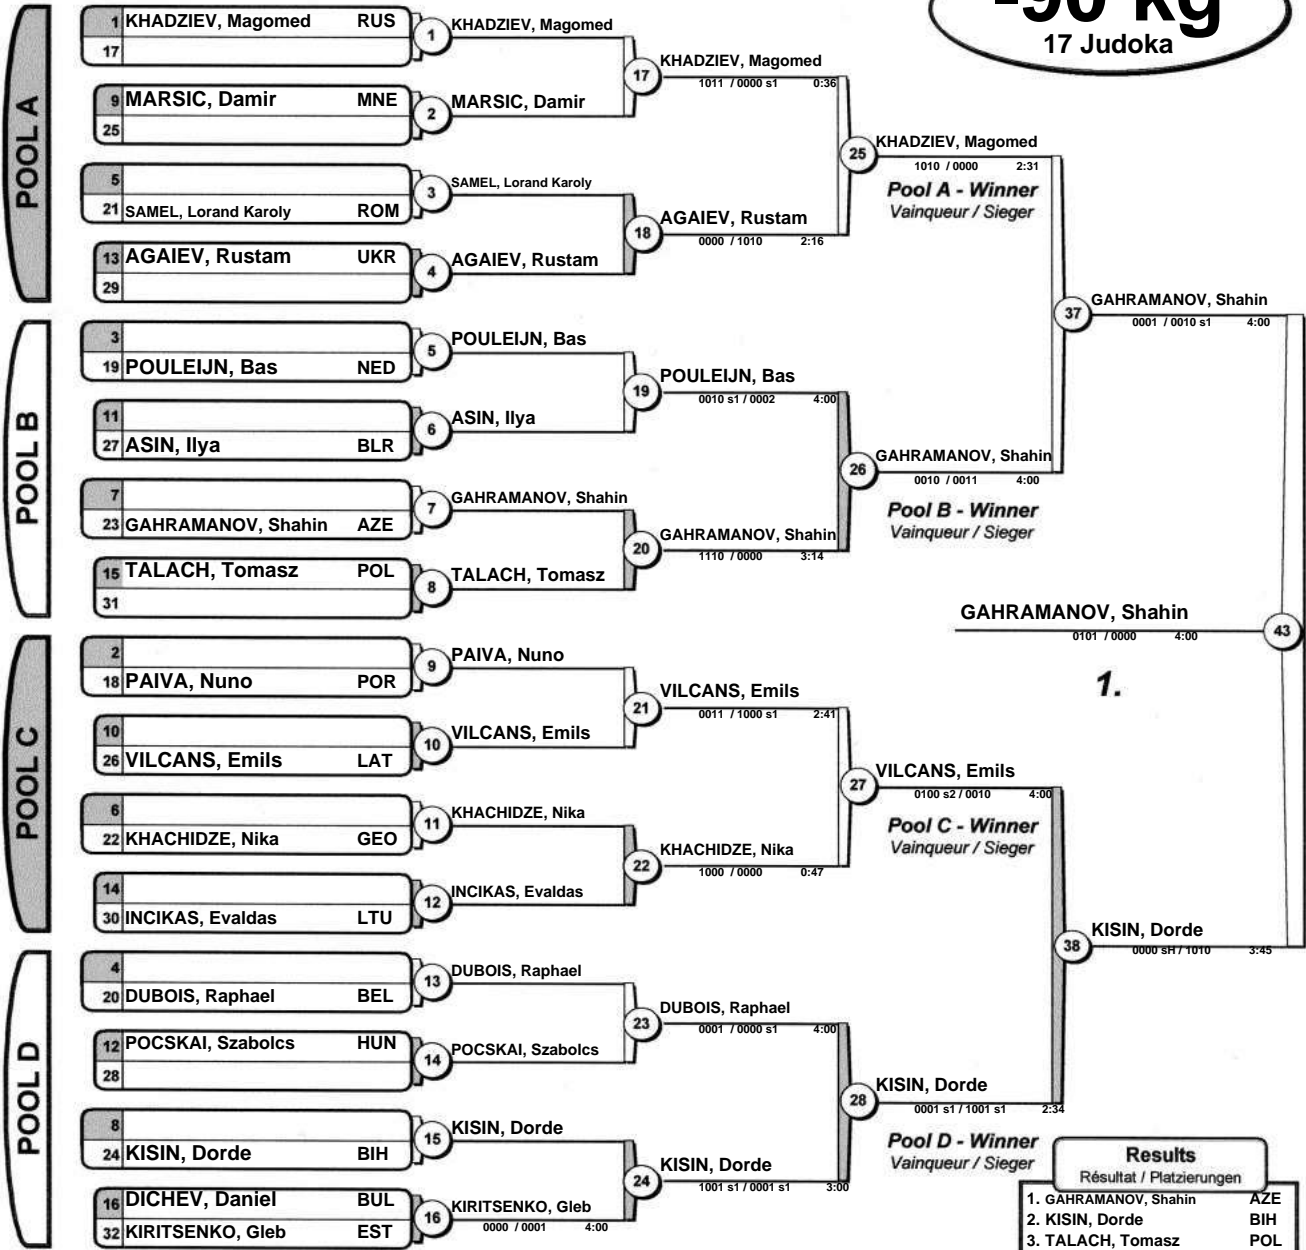 -90 kg
17 Judoka
POOL A
1 KHADZIEV, Magomed RUS
17
9 MARSIC, Damir MNE
25
5
21 SAMEL, Lorand Karoly ROM
13 AGAIEV, Rustam UKR
29
POOL B
3
19 POULEIJN, Bas NED
11
27 ASIN, Ilya BLR
7
23 GAHRAMANOV, Shahin AZE
15 TALACH, Tomasz POL
31
POOL C
2
18 PAIVA, Nuno POR
10
26 VILCANS, Emils LAT
6
22 KHACHIDZE, Nika GEO
14
30 INCIKAS, Evaldas LTU
POOL D
4
20 DUBOIS, Raphael BEL
12 POCSKAI, Szabolcs HUN
28
8
24 KISIN, Dorde BIH
16 DICHEV, Daniel BUL
32 KIRITSENKO, Gleb EST
1 KHADZIEV, Magomed
2 MARSIC, Damir
3 SAMEL, Lorand Karoly
4 AGAIEV, Rustam
5 POULEIJN, Bas
6 ASIN, Ilya
7 GAHRAMANOV, Shahin
8 TALACH, Tomasz
9 PAIVA, Nuno
10 VILCANS, Emils
11 KHACHIDZE, Nika
12 INCIKAS, Evaldas
13 DUBOIS, Raphael
14 POCSKAI, Szabolcs
15 KISIN, Dorde
16 KIRITSENKO, Gleb
0000 / 0001 4:00
17 KHADZIEV, Magomed
1011 / 0000 s1 0:36
18 AGAIEV, Rustam
0000 / 1010 2:16
19 POULEIJN, Bas
0010 s1 / 0002 4:00
20 GAHRAMANOV, Shahin
1110 / 0000 3:14
21 VILCANS, Emils
0011 / 1000 s1 2:41
22 KHACHIDZE, Nika
1000 / 0000 0:47
23 DUBOIS, Raphael
0001 / 0000 s1 4:00
24 KISIN, Dorde
1001 s1 / 0001 s1 3:00
25 KHADZIEV, Magomed
1010 / 0000 2:31
Pool A - Winner
Vainqueur / Sieger
26 GAHRAMANOV, Shahin
0010 / 0011 4:00
Pool B - Winner
Vainqueur / Sieger
27 VILCANS, Emils
0100 s2 / 0010 4:00
Pool C - Winner
Vainqueur / Sieger
28 KISIN, Dorde
0001 s1 / 1001 s1 2:34
Pool D - Winner
Vainqueur / Sieger
37 GAHRAMANOV, Shahin
0001 / 0010 s1 4:00
38 KISIN, Dorde
0000 sH / 1010 3:45
GAHRAMANOV, Shahin 43
0101 / 0000 4:00
1.
Results
Résultat / Platzierungen
1. GAHRAMANOV, Shahin AZE
2. KISIN, Dorde BIH
3. TALACH, Tomasz POL